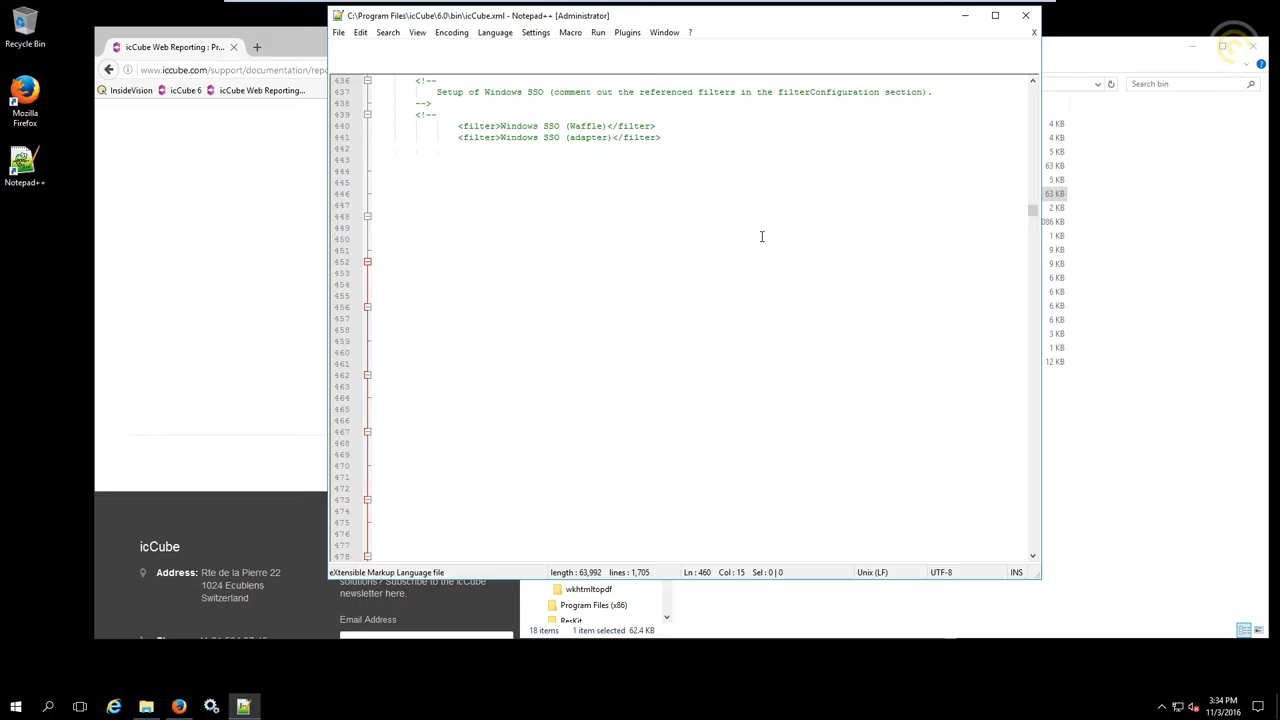 Recycle Bin
Mozilla
Firefox
Notepad++
icCube Web Reporting : Pr...
www.iccube.com/support/documentation/repo
InsideVision
icCube 6
icCube Web Reporting...
C:\Program Files\icCube\6.0\bin\icCube.xml - Notepad++ [Administrator]
File Edit Search View Encoding Language Settings Macro Run Plugins Window ?
X
436 <!--
437 Setup of Windows SSO (comment out the referenced filters in the filterConfiguration section).
438 -->
439 <!--
440 <filter>Windows SSO (Waffle)</filter>
441 <filter>Windows SSO (adapter)</filter>
442
443
444
445
446
447
448
449
450
451
452
453
454
455
456
457
458
459
460
461
462
463
464
465
466
467
468
469
470
471
472
473
474
475
476
477
478
eXtensible Markup Language file
length : 63,992 lines : 1,705
Ln : 460 Col : 15 Sel : 0 | 0
Unix (LF)
UTF-8
INS
Search bin
4 KB
4 KB
5 KB
63 KB
5 KB
63 KB
2 KB
086 KB
1 KB
9 KB
9 KB
6 KB
6 KB
6 KB
6 KB
3 KB
1 KB
12 KB
wkhtmltopdf
Program Files (x86)
ResKit
18 items 1 item selected 62.4 KB
icCube
Address: Rte de la Pierre 22
1024 Ecublens
Switzerland
solutions? Subscribe to the icCube
newsletter here.
Email Address
3:34 PM
11/3/2016